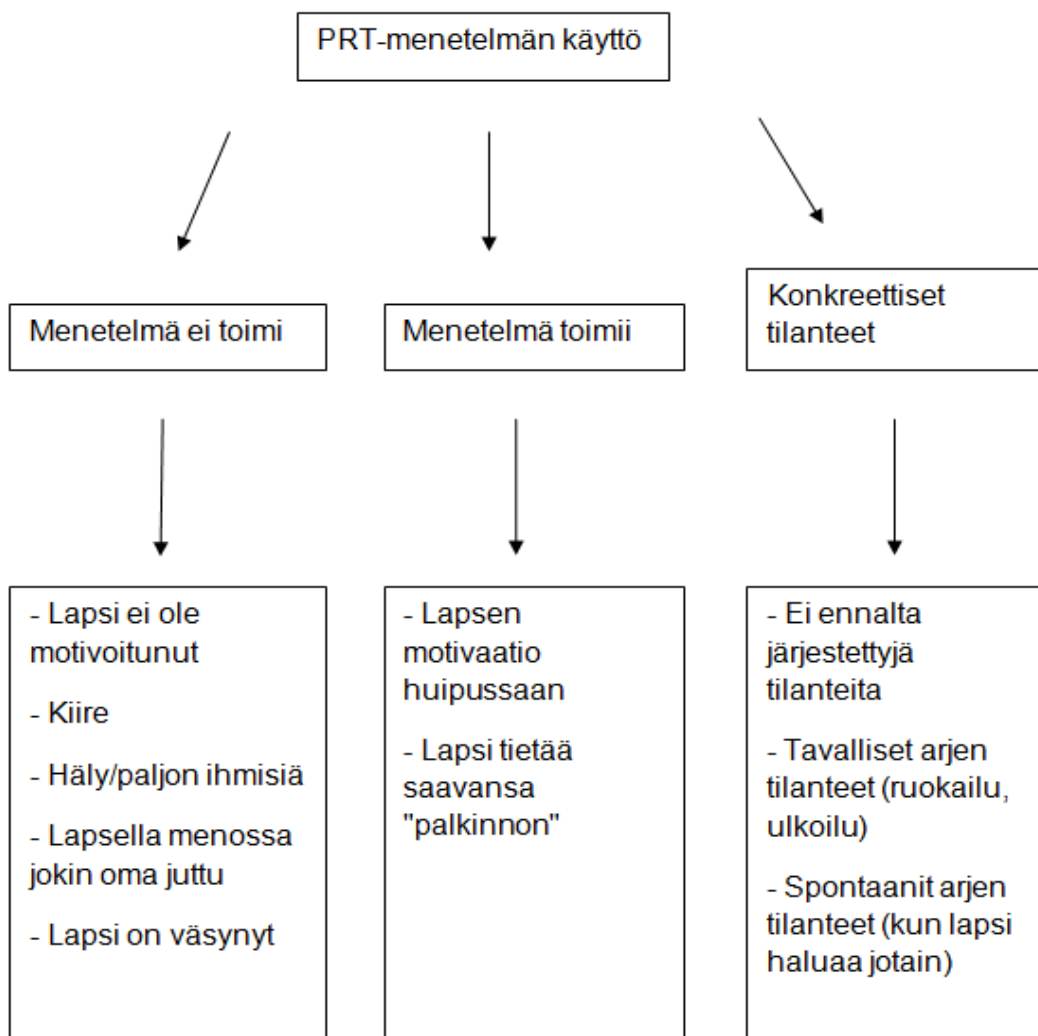 PRT-menetelmän käyttö
Menetelmä ei toimi
Menetelmä toimii
Konkreettiset
tilanteet
- Lapsi ei ole
motivoitunut
- Kiire
- Häly/paljon ihmisiä
- Lapsella menossa
jokin oma juttu
- Lapsi on väsynyt
- Lapsen
motivaatio
huipussaan
- Lapsi tietää
saavansa
"palkinnon"
- Ei ennalta
järjestettyjä
tilanteita
- Tavalliset arjen
tilanteet (ruokailu,
ulkoilu)
- Spontaanit arjen
tilanteet (kun lapsi
haluaa jotain)